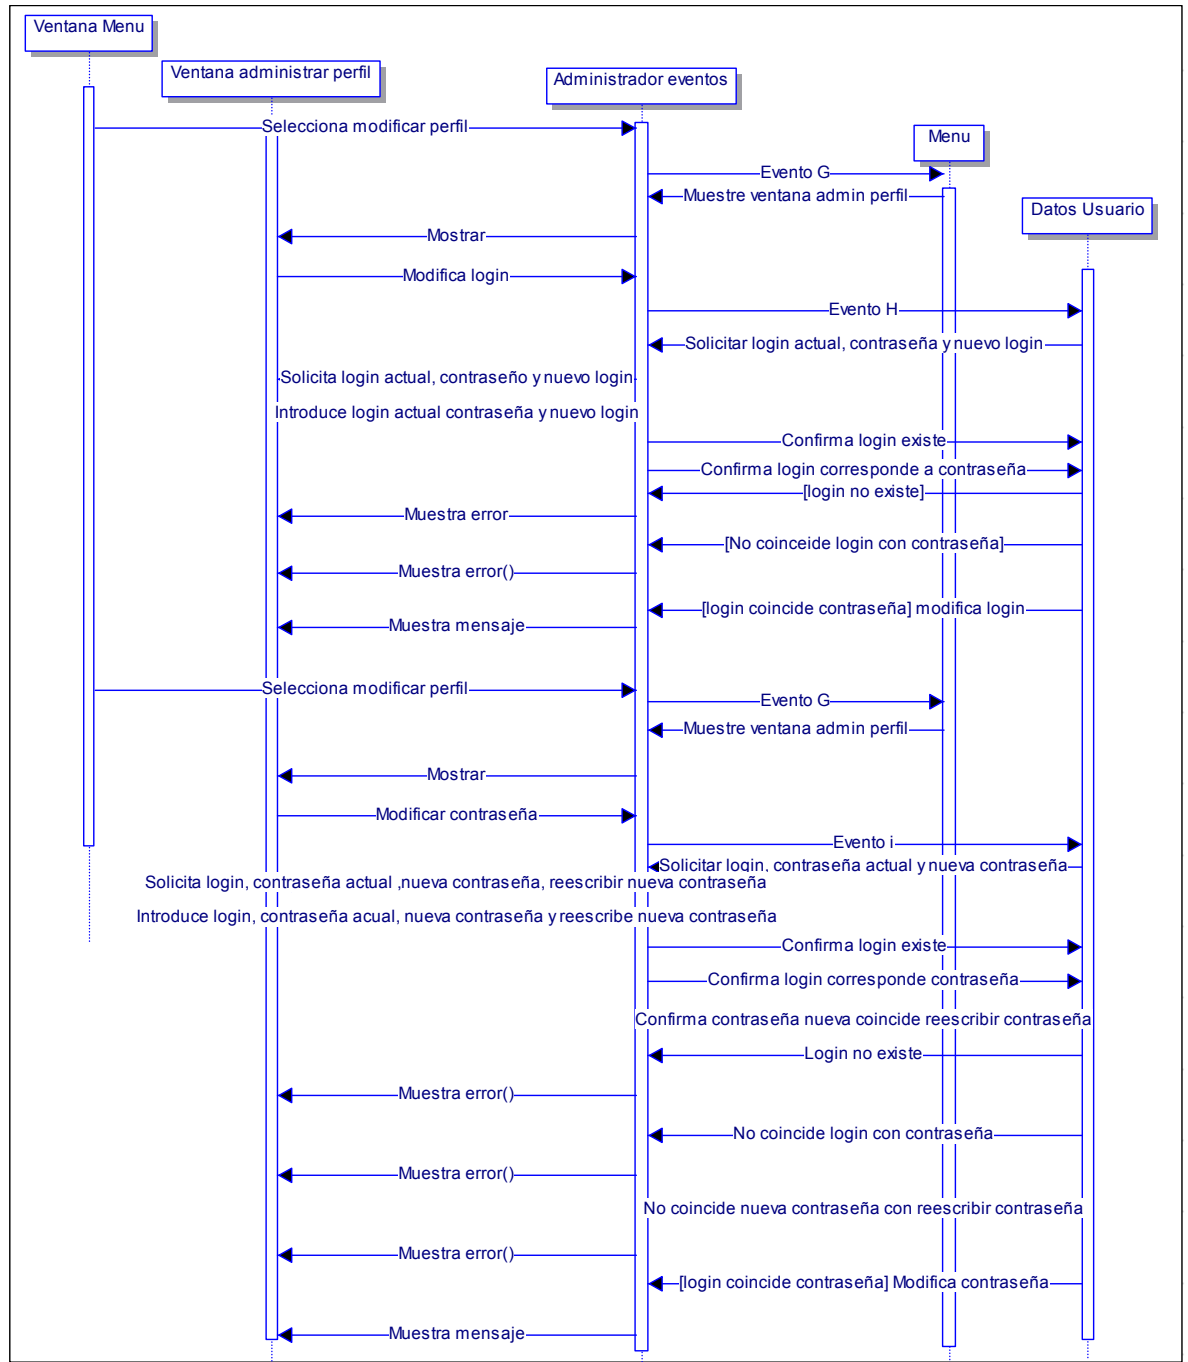 Ventana Menu
Ventana administrar perfil
Administrador eventos
Selecciona modificar perfil
Menu
Evento G
Muestre ventana admin perfil
Datos Usuario
Mostrar
Modifica login
Evento H
Solicitar login actual, contraseña y nuevo login
Solicita login actual, contraseño y nuevo login
Introduce login actual contraseña y nuevo login
Confirma login existe
Confirma login corresponde a contraseña
[login no existe]
Muestra error
[No coinceide login con contraseña]
Muestra error()
[login coincide contraseña] modifica login
Muestra mensaje
Selecciona modificar perfil
Evento G
Muestre ventana admin perfil
Mostrar
Modificar contraseña
Evento i
Solicitar login, contraseña actual y nueva contraseña
Solicita login, contraseña actual ,nueva contraseña, reescribir nueva contraseña
Introduce login, contraseña acual, nueva contraseña y reescribe nueva contraseña
Confirma login existe
Confirma login corresponde contraseña
Confirma contraseña nueva coincide reescribir contraseña
Login no existe
Muestra error()
No coincide login con contraseña
Muestra error()
No coincide nueva contraseña con reescribir contraseña
Muestra error()
[login coincide contraseña] Modifica contraseña
Muestra mensaje